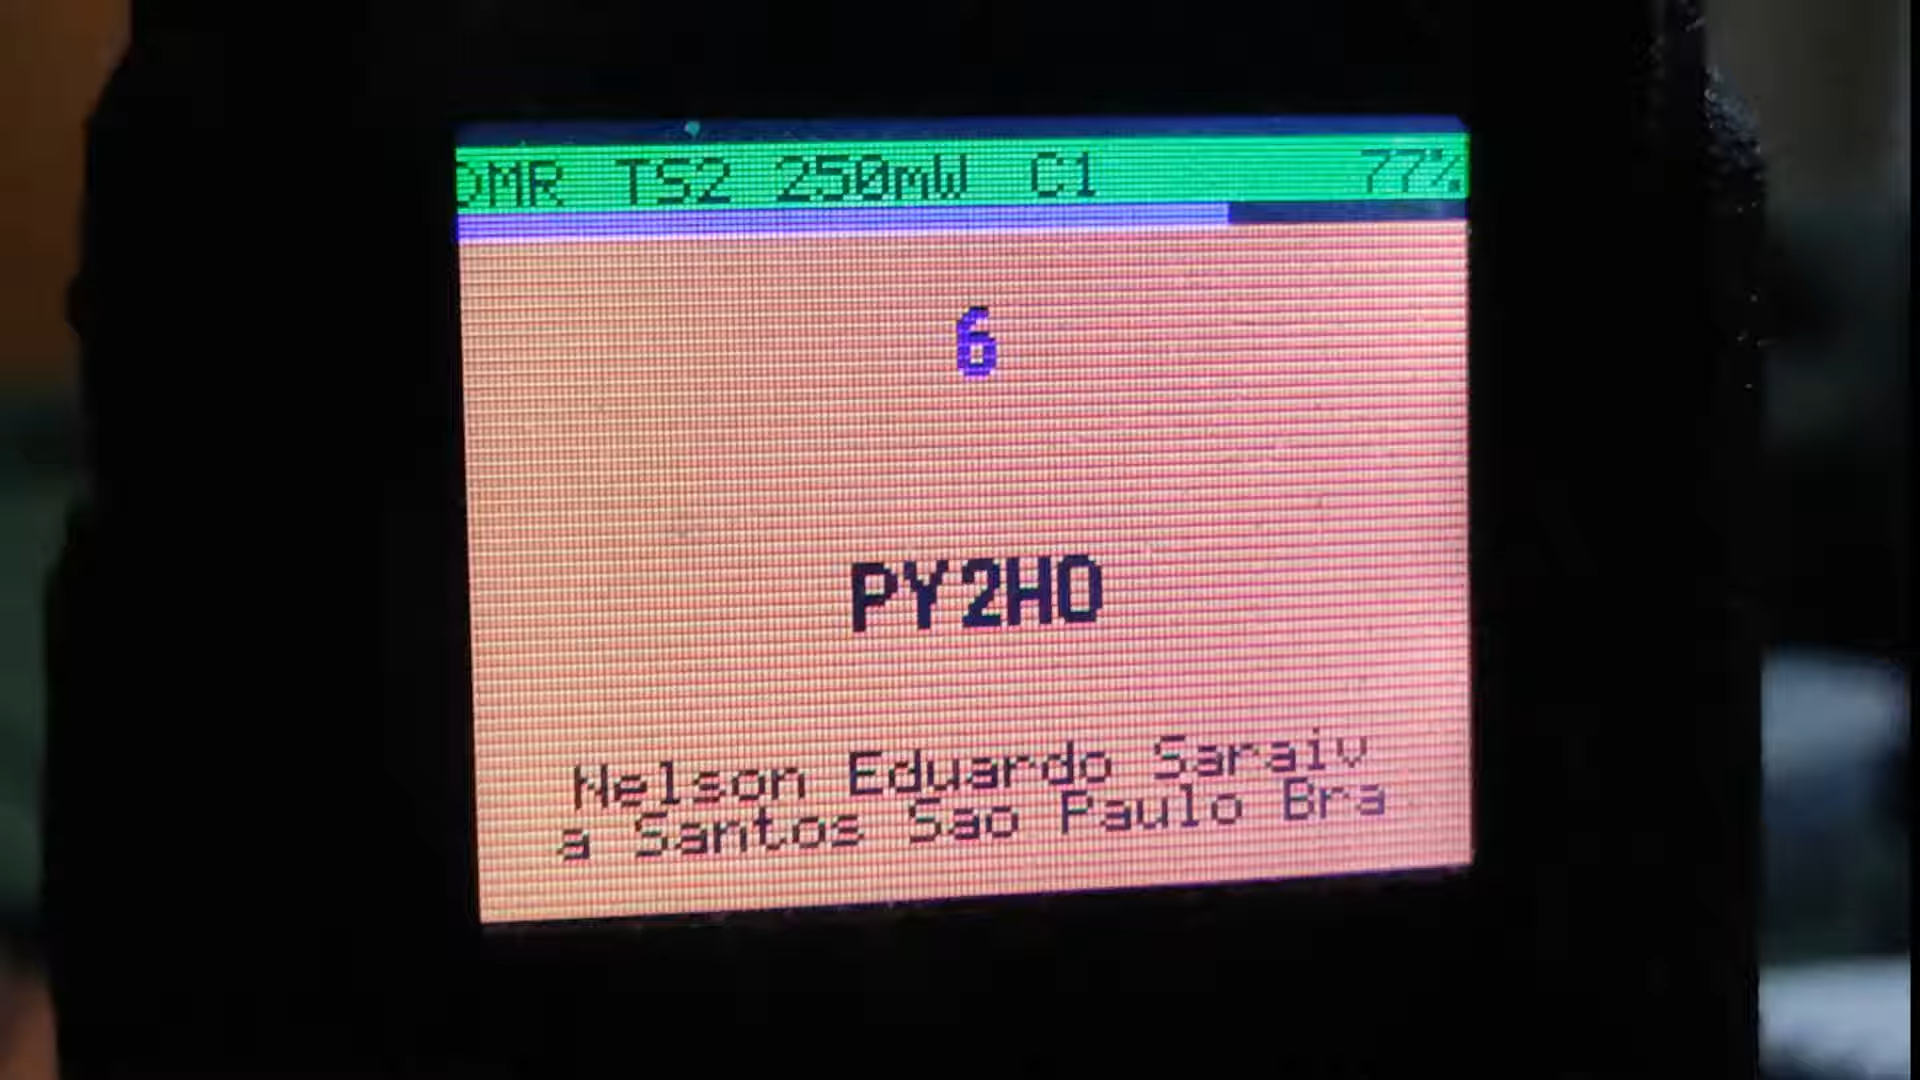 DMR TS2 250mW C1 77%
6
PY2HO
Nelson Eduardo Saraiv
a Santos Sao Paulo Bra